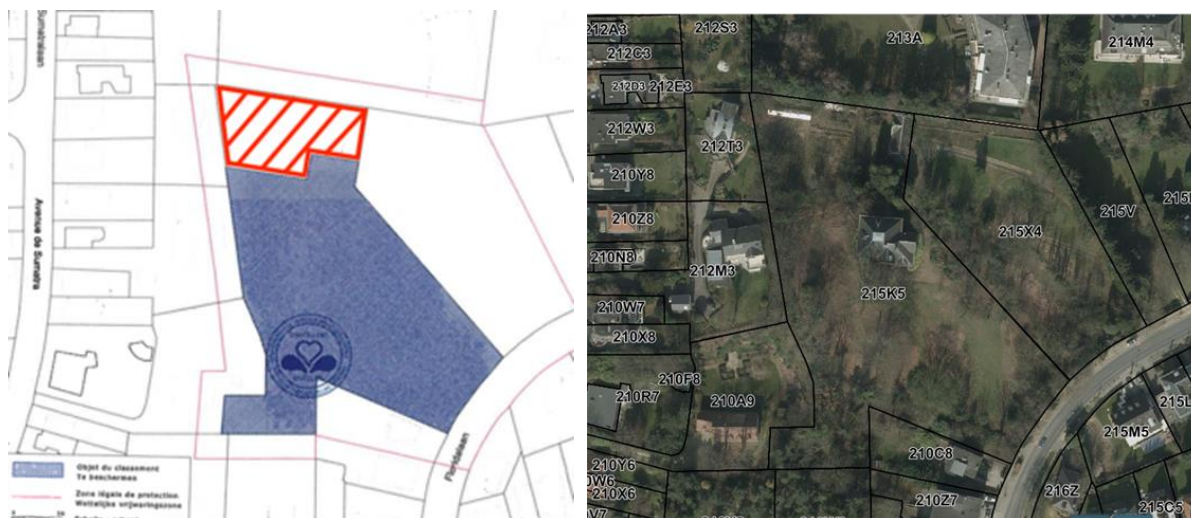 Sumatralaan
Avenue de Sumatra
Floridalaan
Objet du classement
Te beschermen
Zone légale de protection
Wettelijke vrijwaringszone
212A3
212S3
213A
214M4
212C3
212D3
212E3
212W3
212T3
210Y8
215V
210Z8
215X4
210N8
212M3
215K5
210W7
210X8
210F8
210R7
210A9
215M5
210C8
210Y6
0W6
210X6
216Z
210Z7
215C5